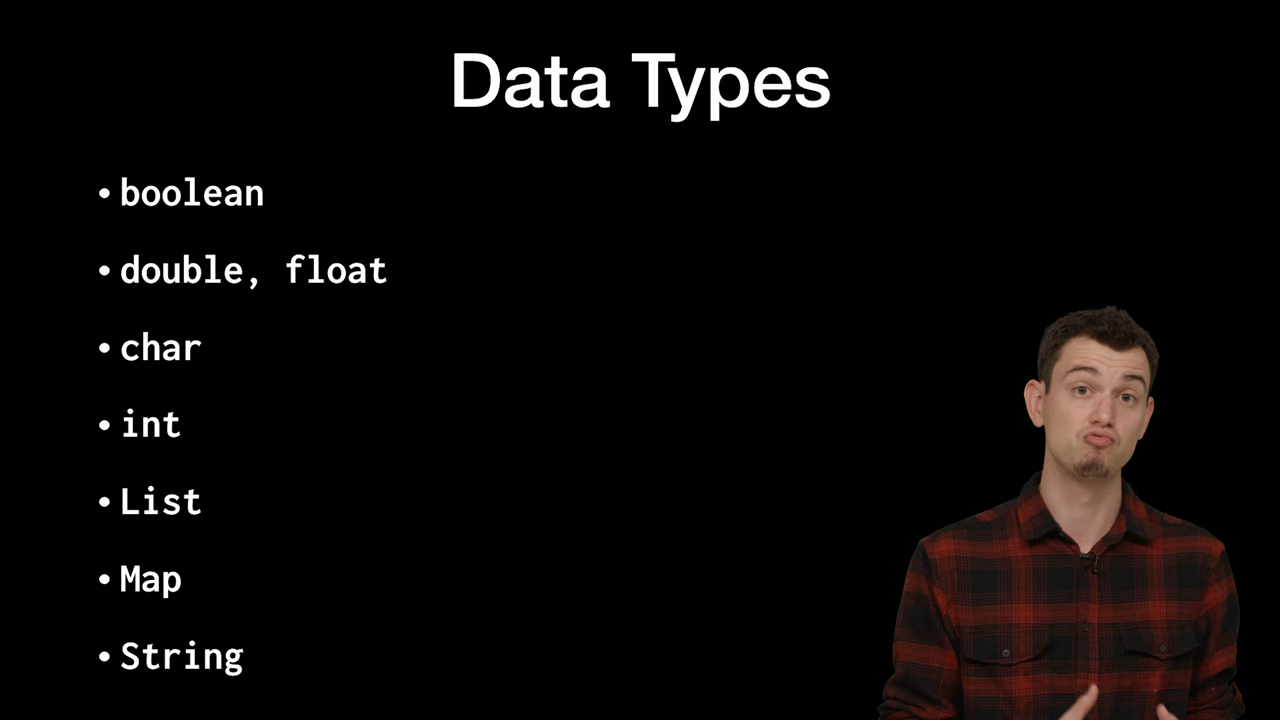 Data Types
• boolean
• double, float
• char
• int
• List
• Map
• String